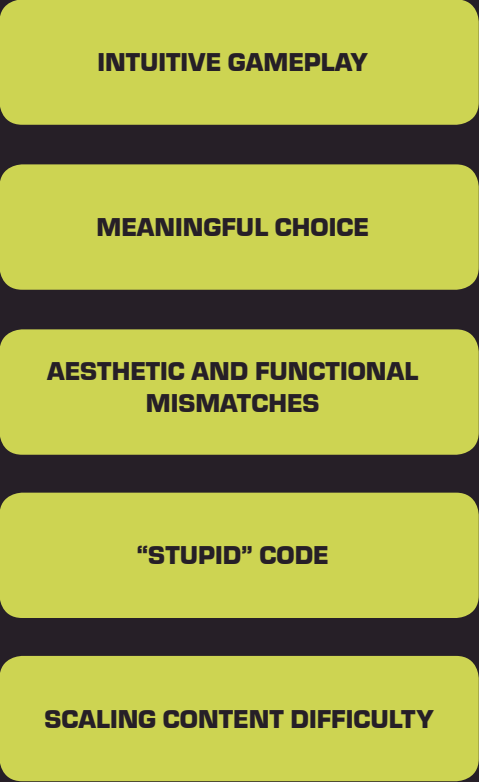 INTUITIVE GAMEPLAY
MEANINGFUL CHOICE
AESTHETIC AND FUNCTIONAL
MISMATCHES
“STUPID” CODE
SCALING CONTENT DIFFICULTY